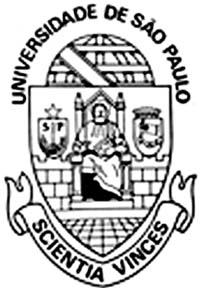 UNIVERSIDADE DE SÃO PAULO
S P
SCIENTIA VINCES